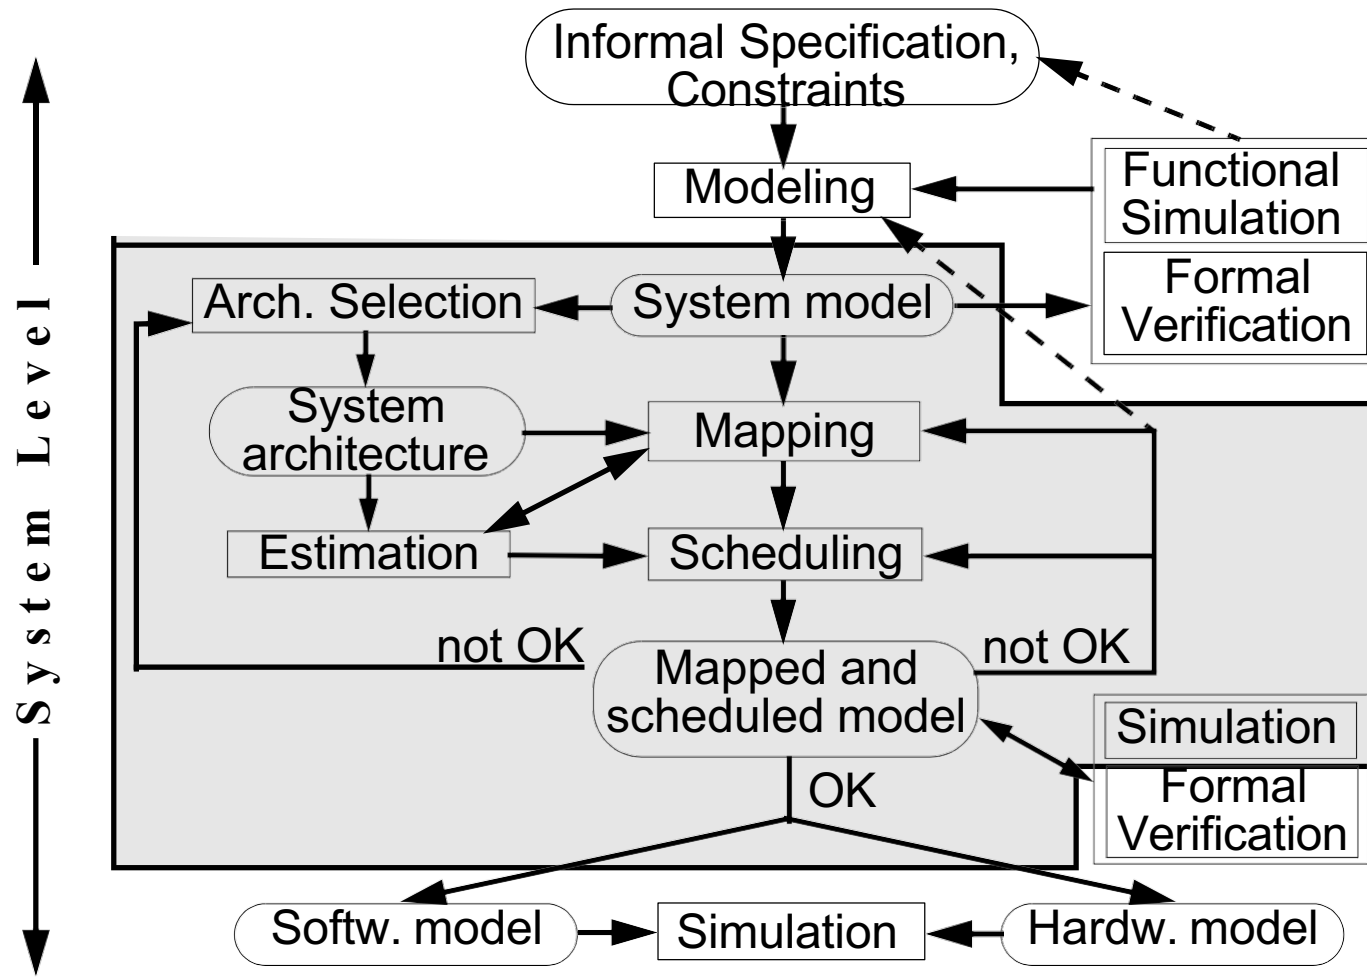 Informal Specification,
Constraints
Modeling
Functional
Simulation
Formal
Verification
Arch. Selection
System model
System
architecture
Mapping
Estimation
Scheduling
not OK
Mapped and
scheduled model
not OK
Simulation
Formal
Verification
OK
Softw. model
Simulation
Hardw. model
System Level